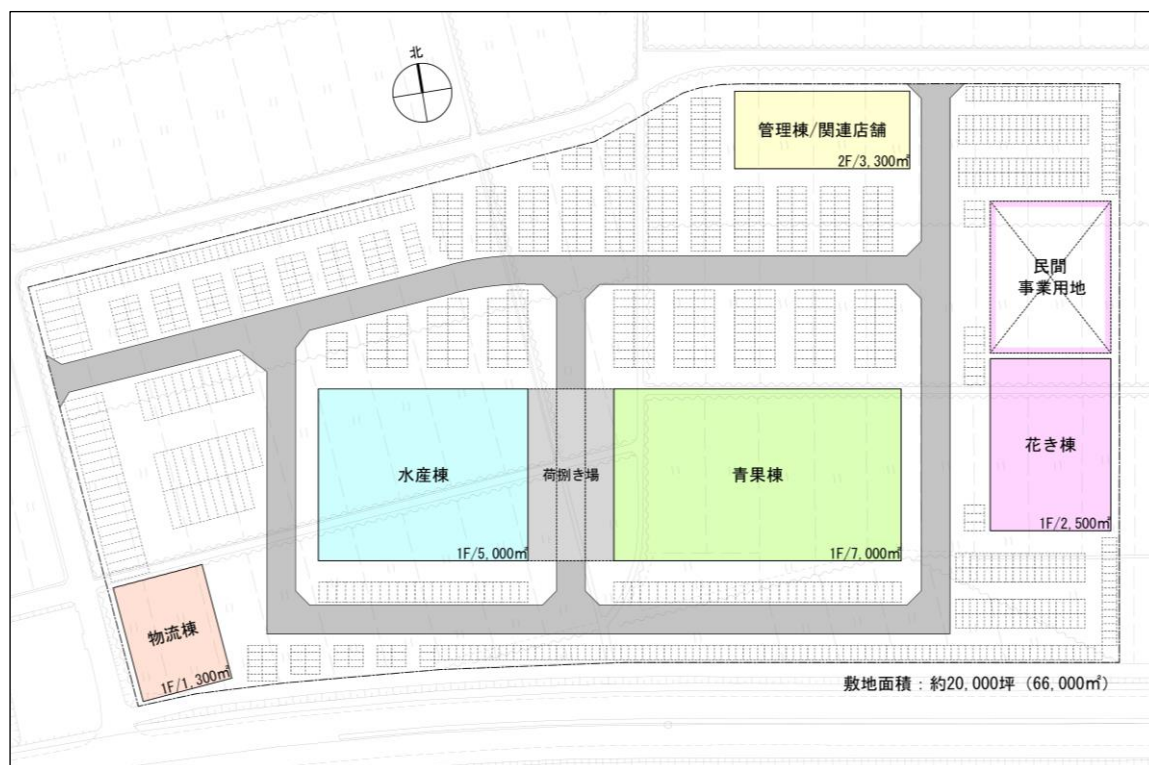 北
管理棟/関連店舗
2F/3,300㎡
民間
事業用地
水産棟
1F/5,000㎡
荷捌き場
青果棟
1F/7,000㎡
花き棟
1F/2,500㎡
物流棟
1F/1,300㎡
敷地面積：約20,000坪（66,000㎡）